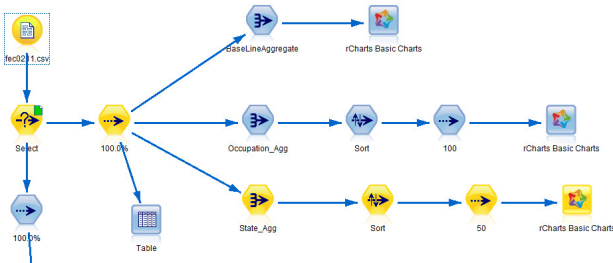 BaseLineAggregate
rCharts Basic Charts
fec0211.csv
Select
100.0%
Occupation_Agg
Sort
100
rCharts Basic Charts
100.0%
Table
State_Agg
Sort
50
rCharts Basic Charts